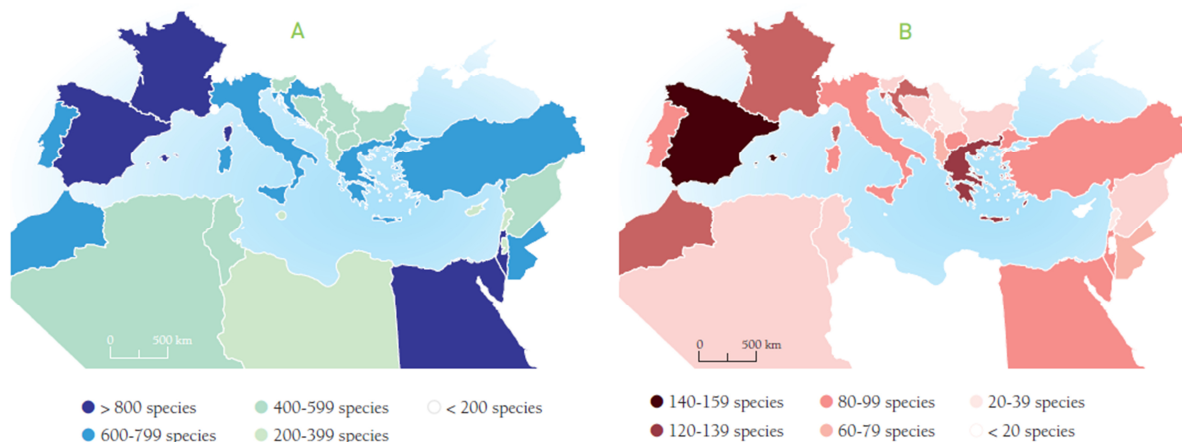 A
B
0 500 km
0 500 km
> 800 species
400-599 species
< 200 species
600-799 species
200-399 species
140-159 species
80-99 species
20-39 species
120-139 species
60-79 species
< 20 species